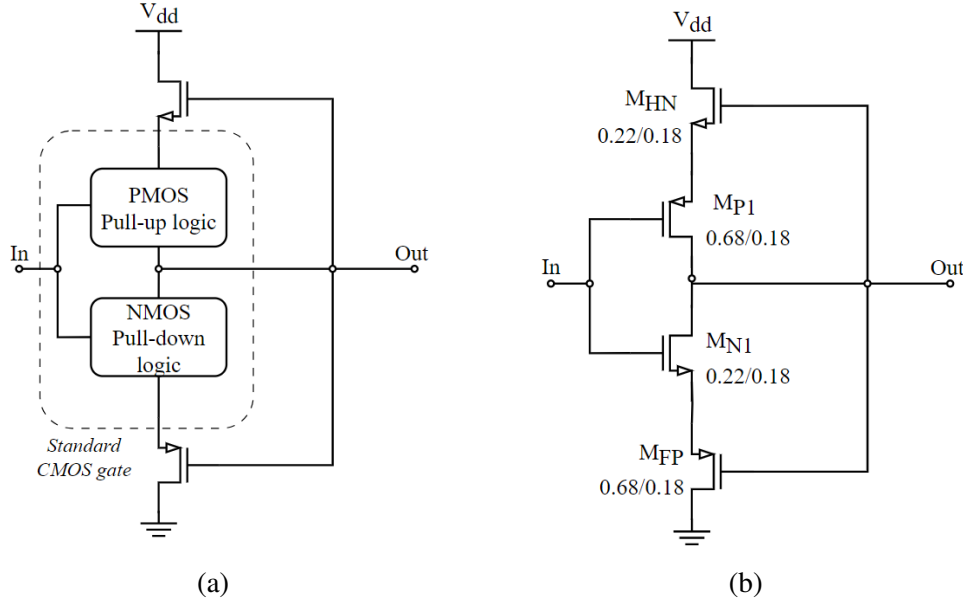 Vdd
PMOS
Pull-up logic
In
Out
NMOS
Pull-down
logic
Standard
CMOS gate
(a)
Vdd
MHN
0.22/0.18
MP1
0.68/0.18
In
Out
MN1
0.22/0.18
MFP
0.68/0.18
(b)